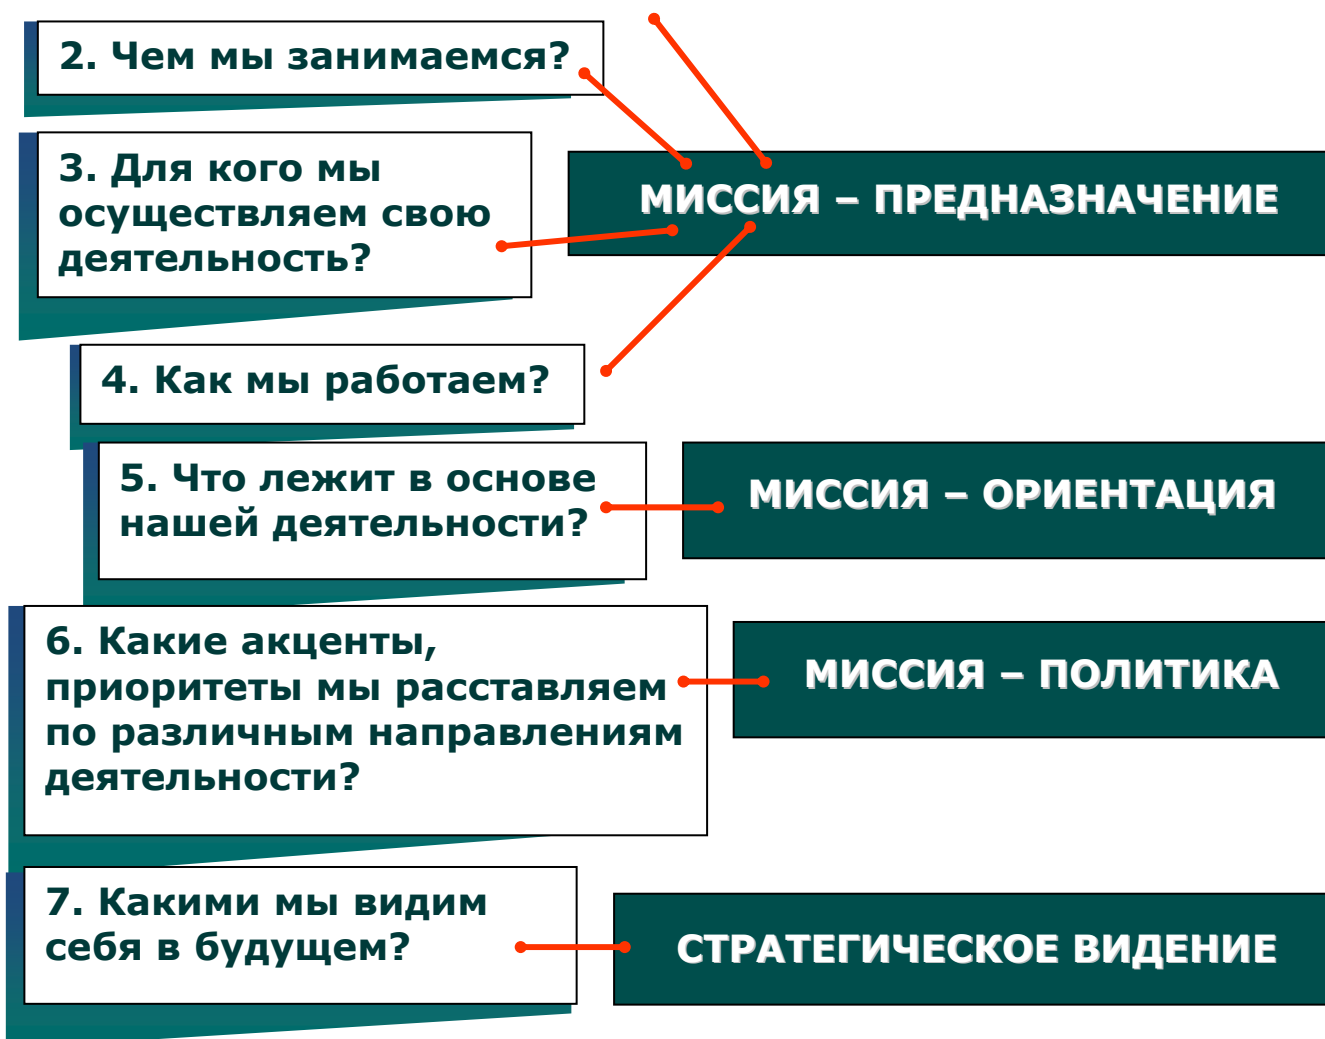 2. Чем мы занимаемся?
3. Для кого мы
осуществляем свою
деятельность?
МИССИЯ – ПРЕДНАЗНАЧЕНИЕ
4. Как мы работаем?
5. Что лежит в основе
нашей деятельности?
МИССИЯ – ОРИЕНТАЦИЯ
6. Какие акценты,
приоритеты мы расставляем
по различным направлениям
деятельности?
МИССИЯ – ПОЛИТИКА
7. Какими мы видим
себя в будущем?
СТРАТЕГИЧЕСКОЕ ВИДЕНИЕ